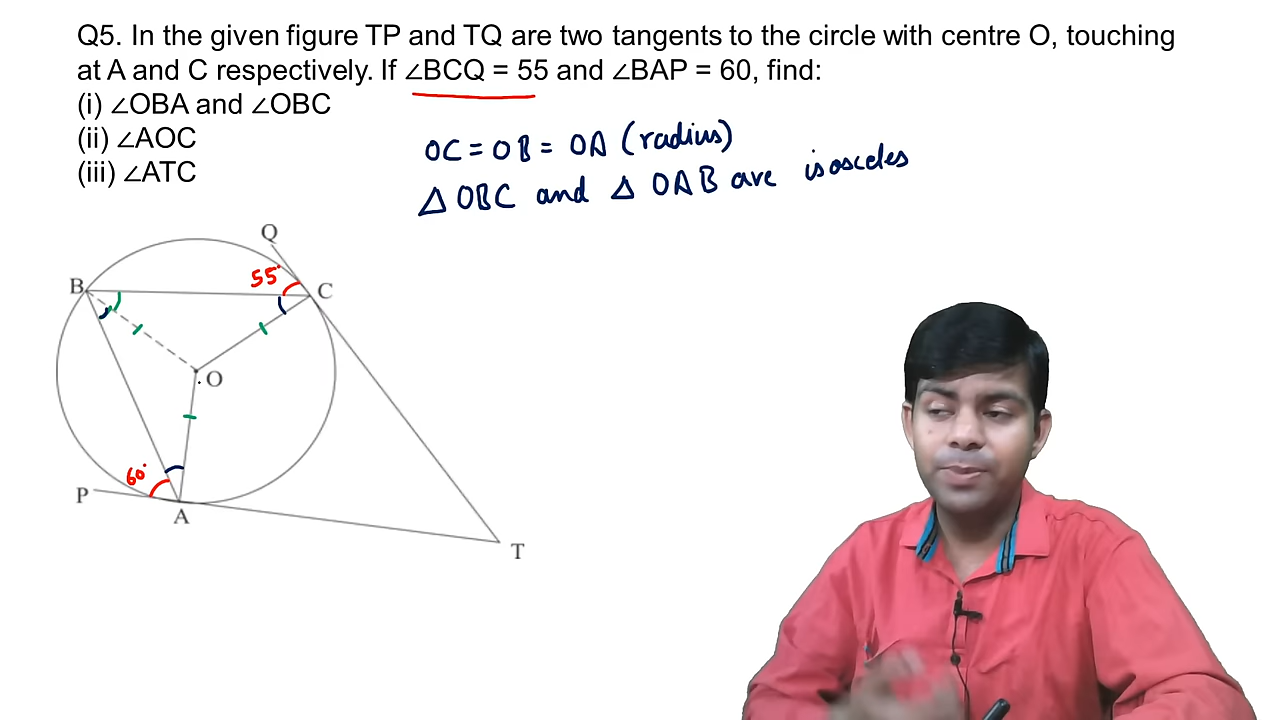 Q5. In the given figure TP and TQ are two tangents to the circle with centre O, touching
at A and C respectively. If ∠BCQ = 55 and ∠BAP = 60, find:
(i) ∠OBA and ∠OBC
(ii) ∠AOC
(iii) ∠ATC
OC = OB = OA (radius)
△ OBC and △ OAB are isosceles
Q
B
55°
C
O
60°
P
A
T